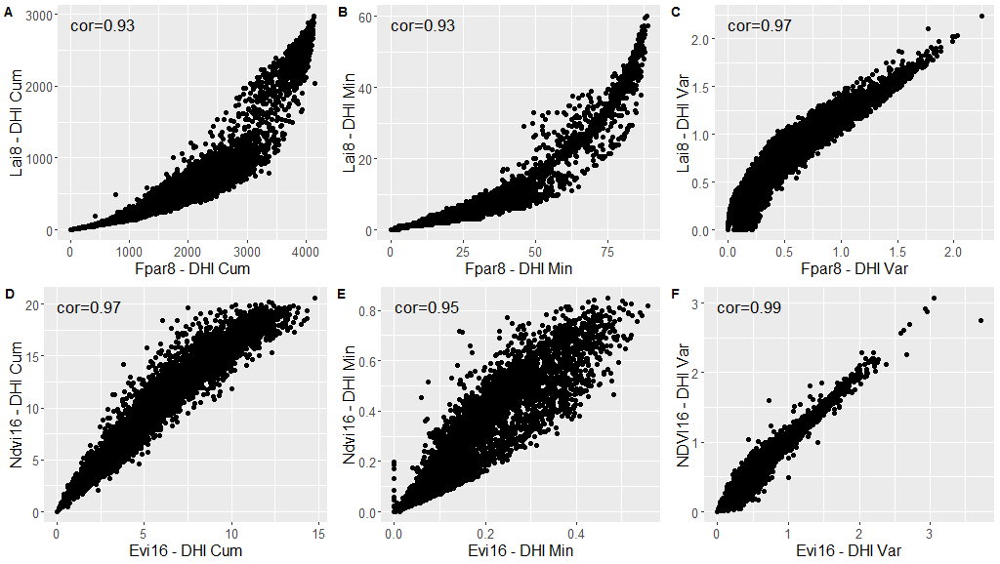 A
cor=0.93
3000
2000
1000
0
Lai8 - DHI Cum
0
1000
2000
3000
4000
Fpar8 - DHI Cum
B
cor=0.93
60
40
20
0
Lai8 - DHI Min
0
25
50
75
Fpar8 - DHI Min
C
cor=0.97
2.0
1.5
1.0
0.5
0.0
Lai8 - DHI Var
0.0
0.5
1.0
1.5
2.0
Fpar8 - DHI Var
D
cor=0.97
20
15
10
5
0
Ndvi16 - DHI Cum
0
5
10
15
Evi16 - DHI Cum
E
cor=0.95
0.8
0.6
0.4
0.2
0.0
Ndvi16 - DHI Min
0.0
0.2
0.4
Evi16 - DHI Min
F
cor=0.99
3
2
1
0
NDVI16 - DHI Var
0
1
2
3
Evi16 - DHI Var